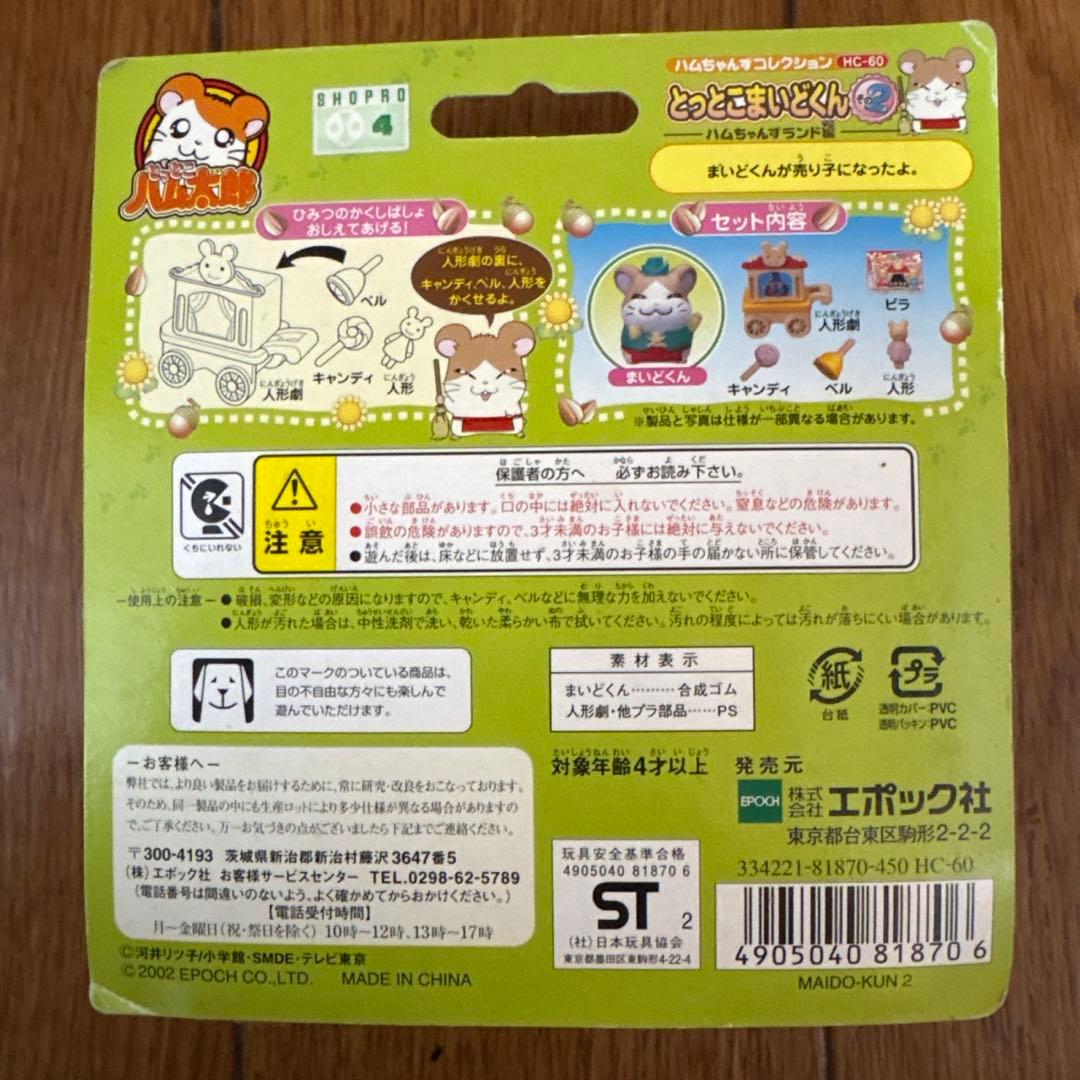 ハムちゃんずコレクション HC-60
とっとこまいどくん その2
ハムちゃんずランド編
まいどくんが売り子になったよ。
SHOPRO
4
とっとこ
ハム太郎
ひみつのかくしばしょ
おしえてあげる!
人形劇の裏に、
キャンディ、ベル、人形を
かくせるよ。
ベル
キャンディ
人形劇
人形
セット内容
まいどくん
人形劇
ビラ
キャンディ
ベル
人形
※製品と写真は仕様が一部異なる場合があります。
くちにいれない
注意
保護者の方へ 必ずお読み下さい。
●小さな部品があります。口の中には絶対に入れないでください。窒息などの危険があります。
●誤飲の危険がありますので、3才未満のお子様には絶対に与えないでください。
●遊んだ後は、床などに放置せず、3才未満のお子様の手の届かない所に保管してください。
ー使用上の注意ー
●破損、変形などの原因になりますので、キャンディ、ベルなどに無理な力を加えないでください。
●人形が汚れた場合は、中性洗剤で洗い、乾いた柔らかい布で拭いてください。汚れの程度によっては汚れが落ちにくい場合があります。
このマークのついている商品は、
目の不自由な方々にも楽しんで
遊んでいただけます。
素材表示
まいどくん………合成ゴム
人形劇・他プラ部品……PS
紙
台紙
プラ
透明カバー:PVC
透明パッキン:PVC
ーお客様へー
弊社では、より良い製品をお届けするために、常に研究・改良をおこなっております。
そのため、同一製品の中にも生産ロットにより多少仕様が異なる場合がありますの
で、ご了承ください。万一お気づきの点がございましたら下記までご連絡ください。
〒300-4193 茨城県新治郡新治村藤沢3647番5
(株)エポック社 お客様サービスセンター TEL.0298-62-5789
(電話番号は間違いのないよう、よく確かめてからおかけください。)
【電話受付時間】
月〜金曜日(祝・祭日を除く) 10時〜12時、13時〜17時
©河井リツ子/小学館・SMDE・テレビ東京
©2002 EPOCH CO.,LTD. MADE IN CHINA
対象年齢4才以上
発売元
EPOCH
株式会社エポック社
東京都台東区駒形2-2-2
334221-81870-450 HC-60
玩具安全基準合格
4905040 81870 6
ST 2
(社)日本玩具協会
東京都墨田区東駒形4-22-4
4905040 818706
MAIDO-KUN 2